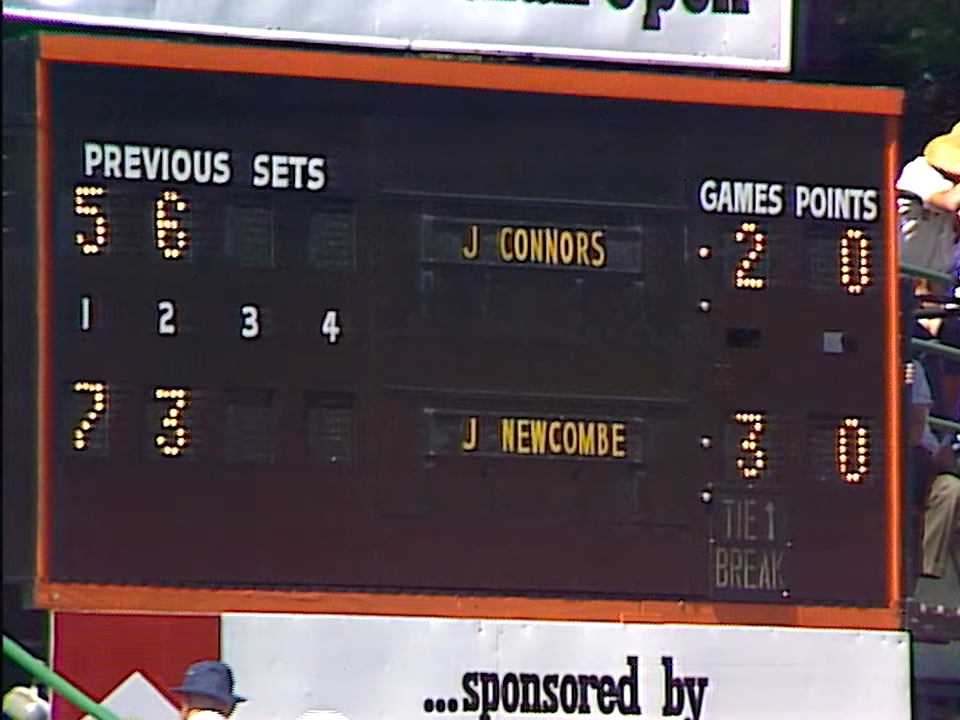 open
PREVIOUS SETS
GAMES POINTS
5 6
J CONNORS
2 0
1 2 3 4
7 3
J NEWCOMBE
3 0
TIE ↑
BREAK
...sponsored by